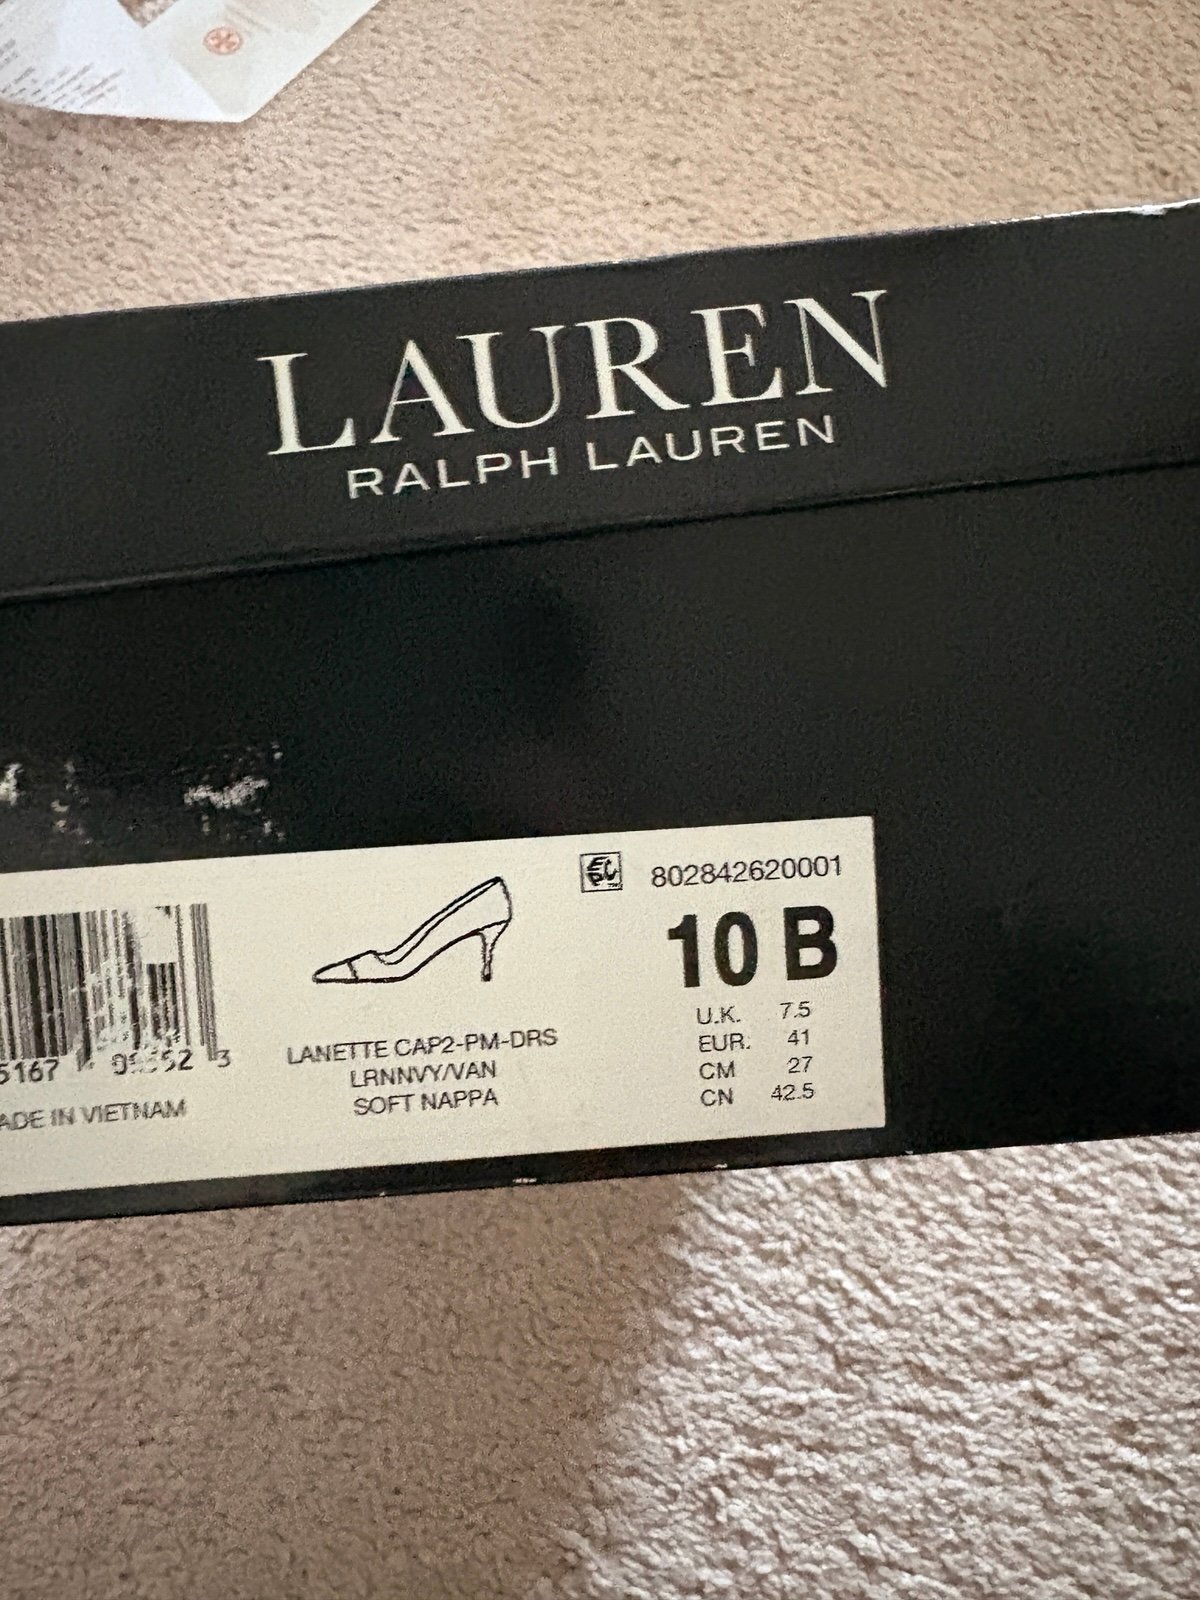 LAUREN
RALPH LAUREN
802842620001
10 B
U.K. 7.5
EUR. 41
CM 27
CN 42.5
LANETTE CAP2-PM-DRS
LRNNVY/VAN
SOFT NAPPA
5167
ADE IN VIETNAM